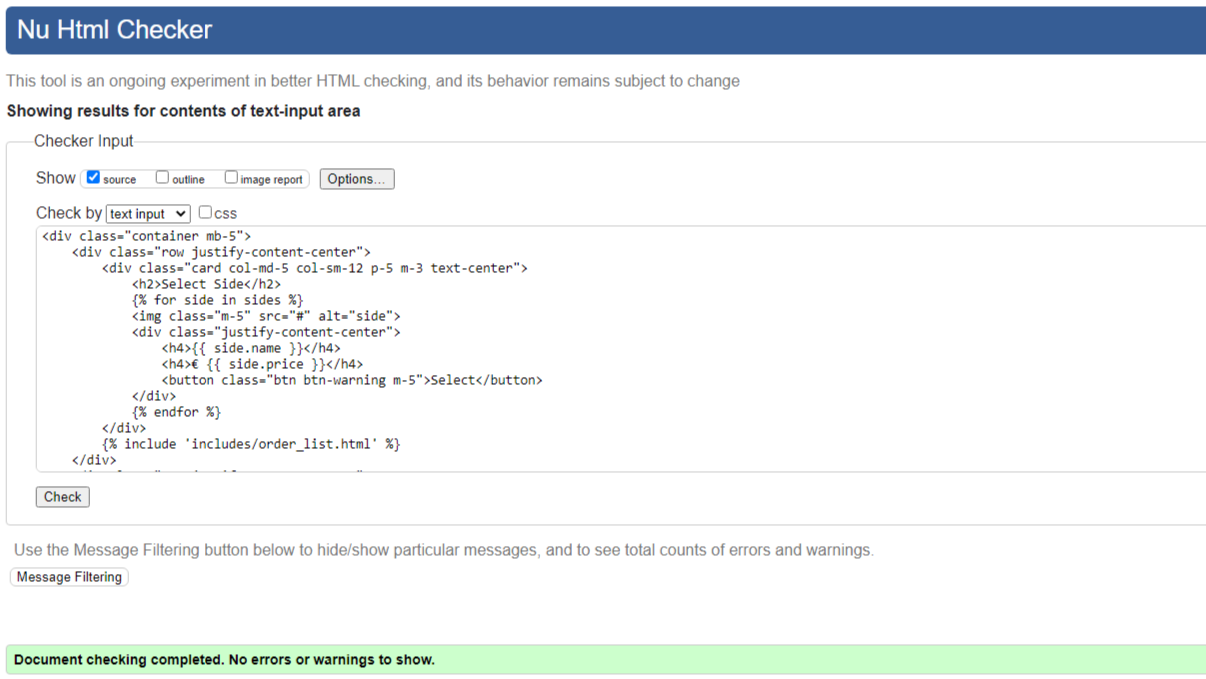 Nu Html Checker
This tool is an ongoing experiment in better HTML checking, and its behavior remains subject to change
Showing results for contents of text-input area
Checker Input
Show source outline image report Options...
Check by text input css
<div class="container mb-5">
    <div class="row justify-content-center">
        <div class="card col-md-5 col-sm-12 p-5 m-3 text-center">
            <h2>Select Side</h2>
            {% for side in sides %}
            <img class="m-5" src="#" alt="side">
            <div class="justify-content-center">
                <h4>{{ side.name }}</h4>
                <h4>€ {{ side.price }}</h4>
                <button class="btn btn-warning m-5">Select</button>
            </div>
            {% endfor %}
        </div>
        {% include 'includes/order_list.html' %}
    </div>
Check
Use the Message Filtering button below to hide/show particular messages, and to see total counts of errors and warnings.
Message Filtering
Document checking completed. No errors or warnings to show.